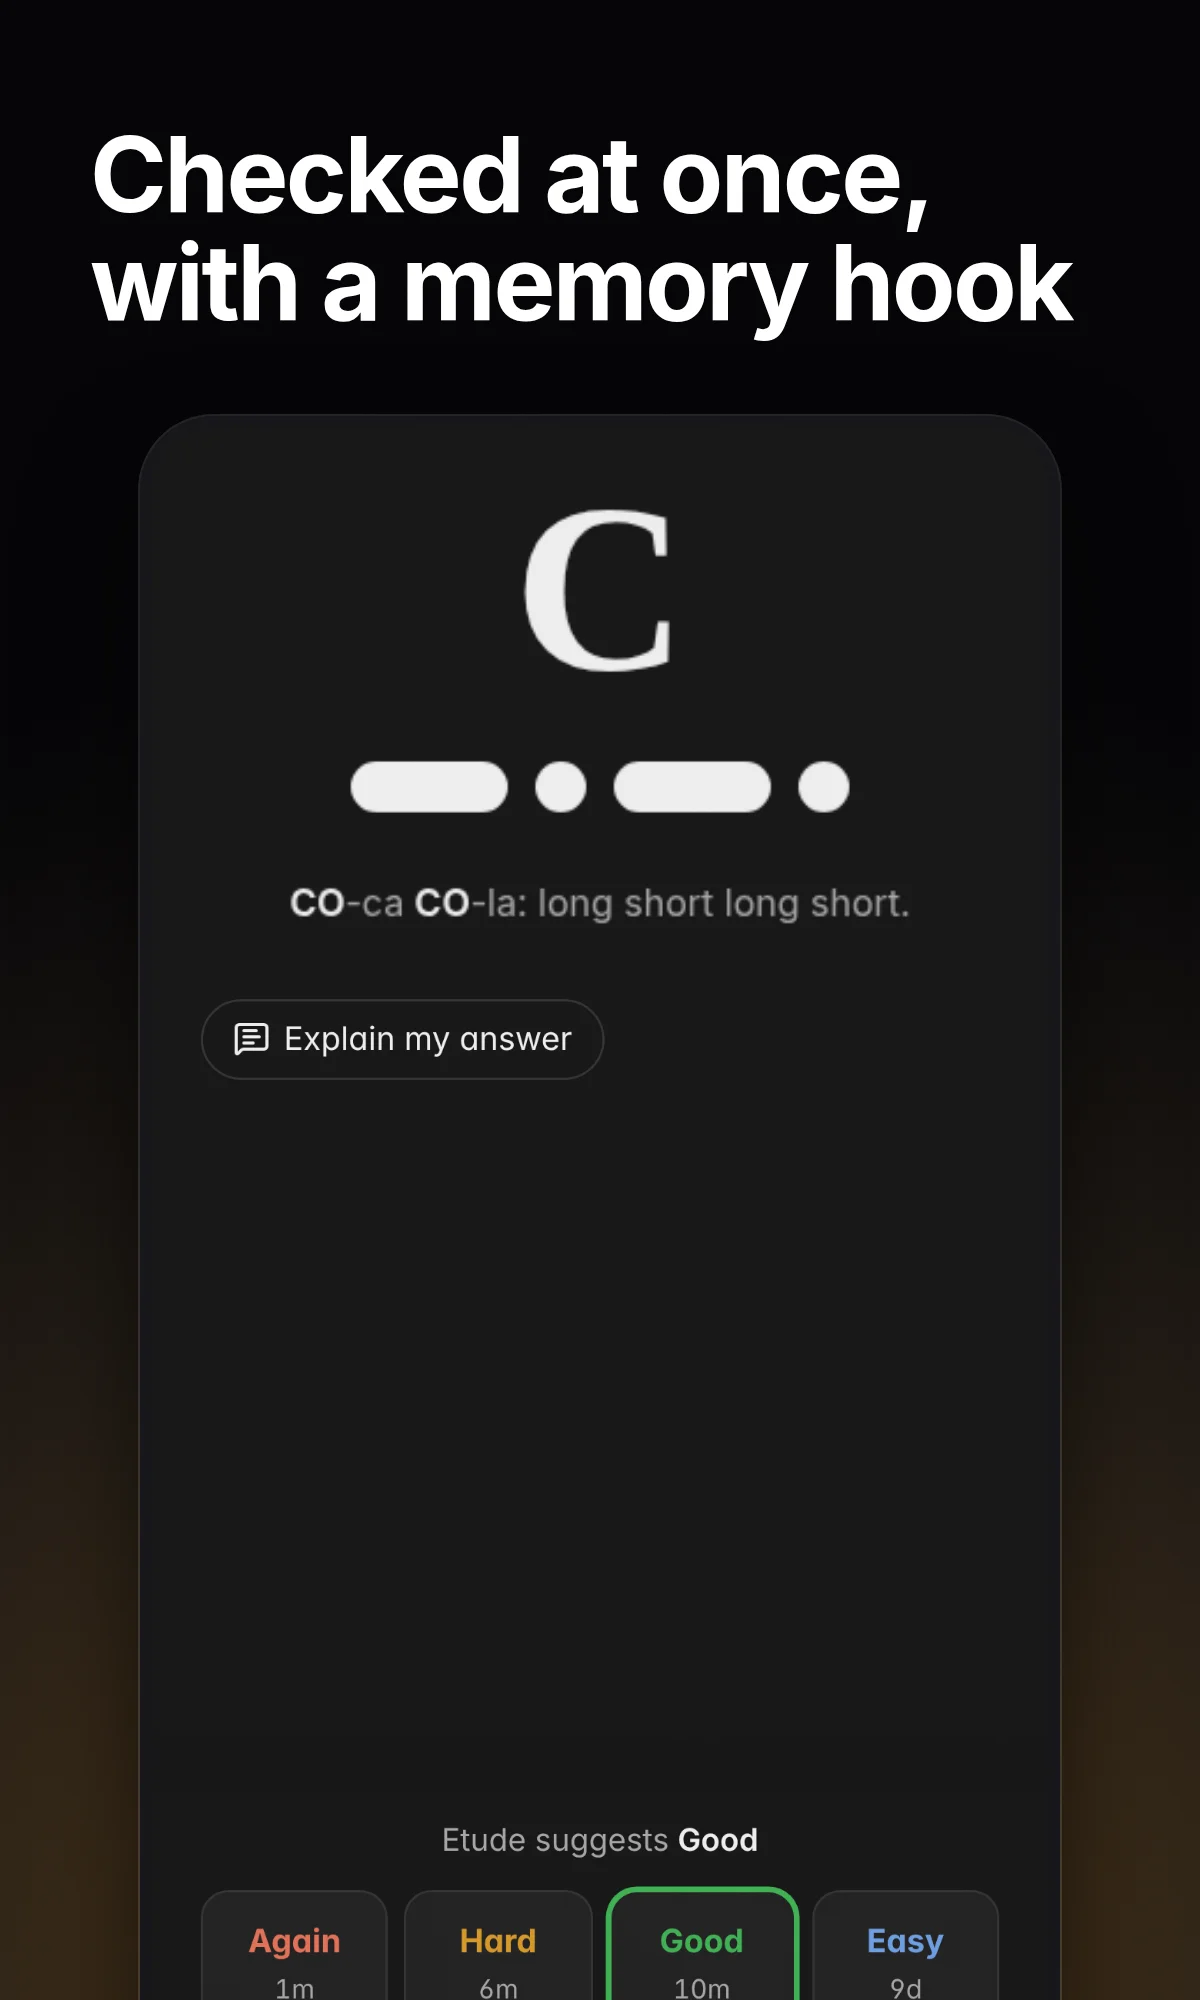 Checked at once,
with a memory hook
C
CO-ca CO-la: long short long short.
Explain my answer
Etude suggests Good
Again Hard Good Easy
1m 6m 10m 9d